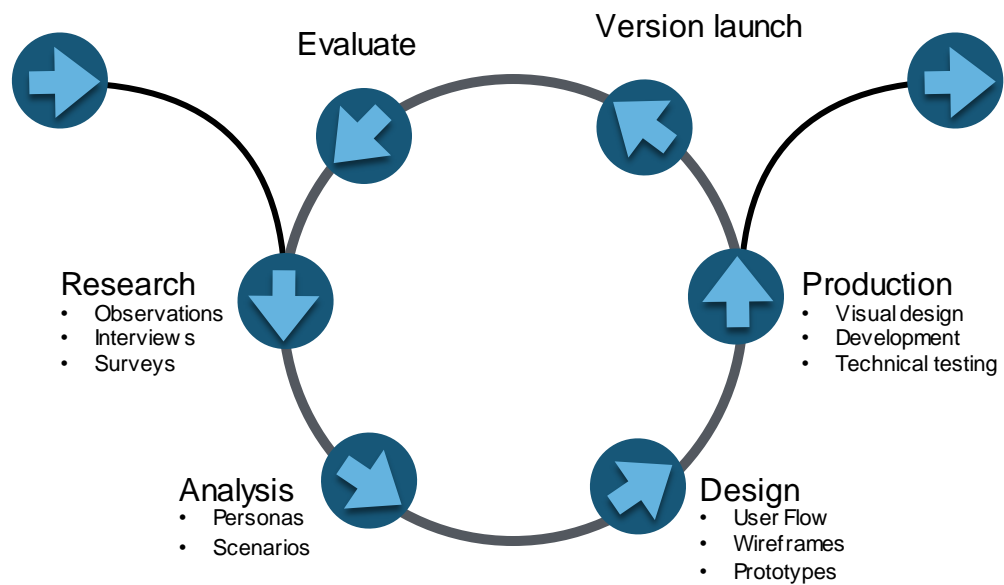 Evaluate
Version launch
Research
• Observations
• Interviews
• Surveys
Production
• Visual design
• Development
• Technical testing
Analysis
• Personas
• Scenarios
Design
• User Flow
• Wireframes
• Prototypes